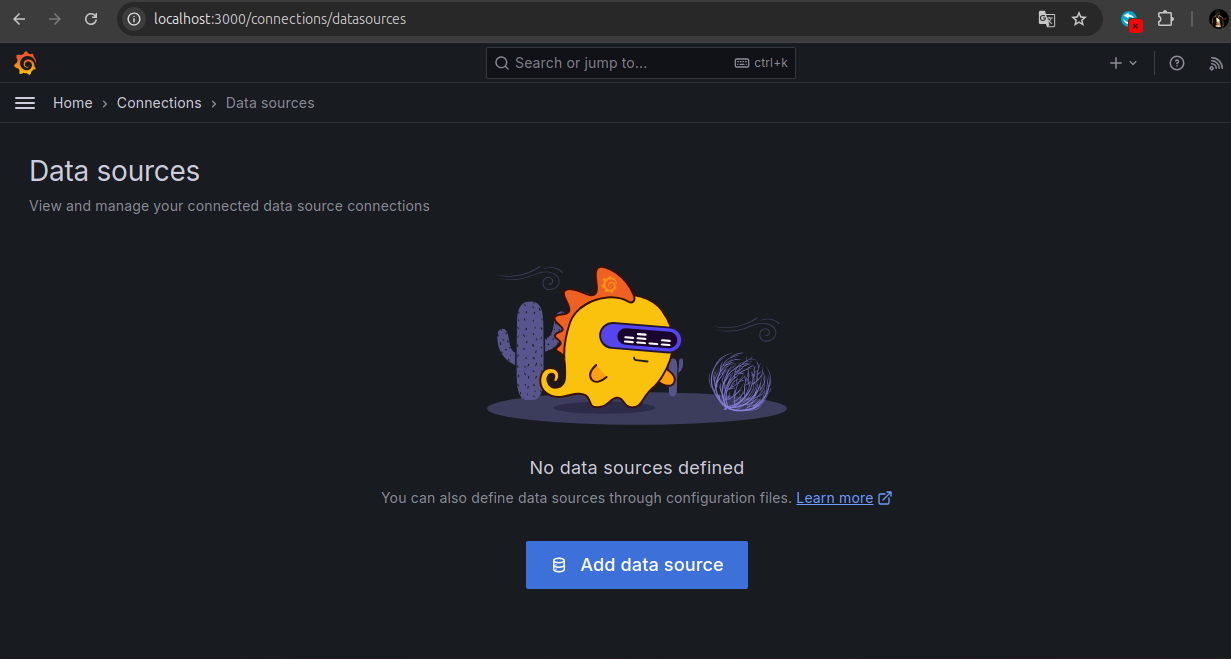 localhost:3000/connections/datasources
Search or jump to... ctrl+k
Home › Connections › Data sources
Data sources
View and manage your connected data source connections
No data sources defined
You can also define data sources through configuration files. Learn more
Add data source